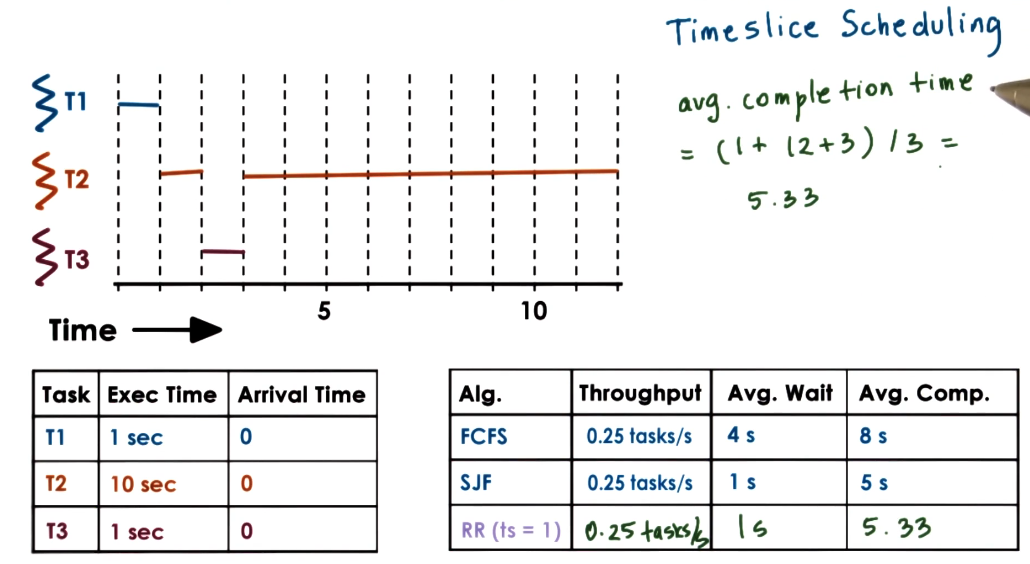 Timeslice Scheduling
avg. completion time
= (1 + 12 + 3) / 3 =
5.33
T1
T2
T3
5 10
Time
Task Exec Time Arrival Time
T1 1 sec 0
T2 10 sec 0
T3 1 sec 0
Alg. Throughput Avg. Wait Avg. Comp.
FCFS 0.25 tasks/s 4 s 8 s
SJF 0.25 tasks/s 1 s 5 s
RR (ts = 1) 0.25 tasks/s 1s 5.33